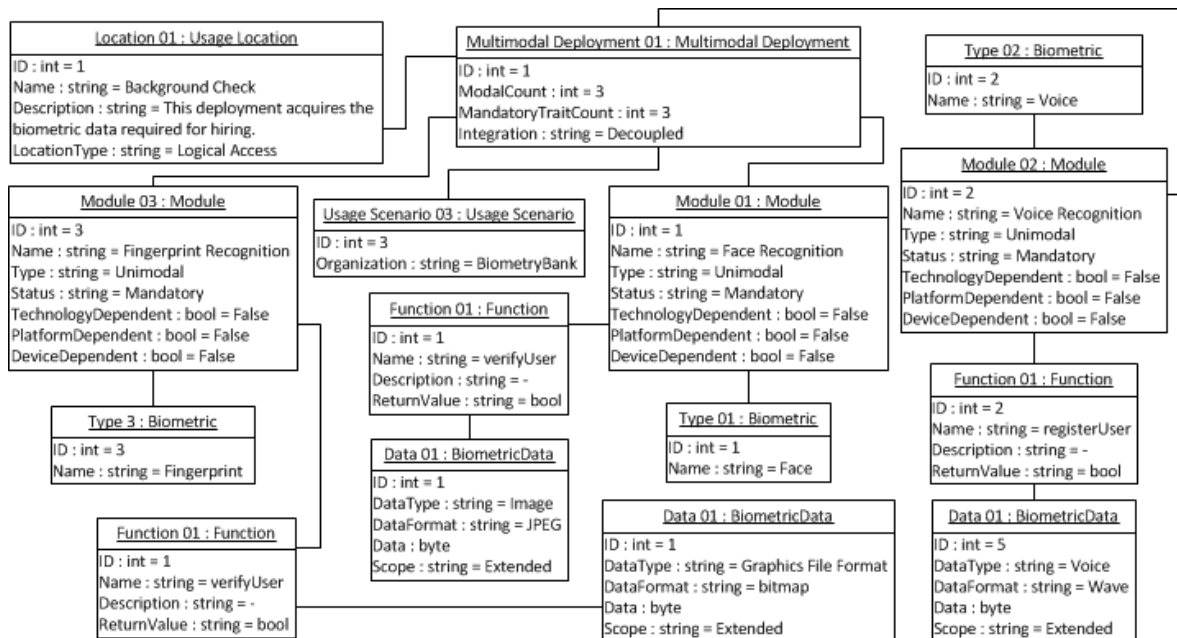 Location 01 : Usage Location
ID : int = 1
Name : string = Background Check
Description : string = This deployment acquires the
biometric data required for hiring.
LocationType : string = Logical Access
Multimodal Deployment 01 : Multimodal Deployment
ID : int = 1
ModalCount : int = 3
MandatoryTraitCount : int = 3
Integration : string = Decoupled
Type 02 : Biometric
ID : int = 2
Name : string = Voice
Module 03 : Module
ID : int = 3
Name : string = Fingerprint Recognition
Type : string = Unimodal
Status : string = Mandatory
TechnologyDependent : bool = False
PlatformDependent : bool = False
DeviceDependent : bool = False
Usage Scenario 03 : Usage Scenario
ID : int = 3
Organization : string = BiometryBank
Module 01 : Module
ID : int = 1
Name : string = Face Recognition
Type : string = Unimodal
Status : string = Mandatory
TechnologyDependent : bool = False
PlatformDependent : bool = False
DeviceDependent : bool = False
Module 02 : Module
ID : int = 2
Name : string = Voice Recognition
Type : string = Unimodal
Status : string = Mandatory
TechnologyDependent : bool = False
PlatformDependent : bool = False
DeviceDependent : bool = False
Function 01 : Function
ID : int = 1
Name : string = verifyUser
Description : string = -
ReturnValue : string = bool
Type 3 : Biometric
ID : int = 3
Name : string = Fingerprint
Type 01 : Biometric
ID : int = 1
Name : string = Face
Function 01 : Function
ID : int = 2
Name : string = registerUser
Description : string = -
ReturnValue : string = bool
Data 01 : BiometricData
ID : int = 1
DataType : string = Image
DataFormat : string = JPEG
Data : byte
Scope : string = Extended
Function 01 : Function
ID : int = 1
Name : string = verifyUser
Description : string = -
ReturnValue : string = bool
Data 01 : BiometricData
ID : int = 1
DataType : string = Graphics File Format
DataFormat : string = bitmap
Data : byte
Scope : string = Extended
Data 01 : BiometricData
ID : int = 5
DataType : string = Voice
DataFormat : string = Wave
Data : byte
Scope : string = Extended